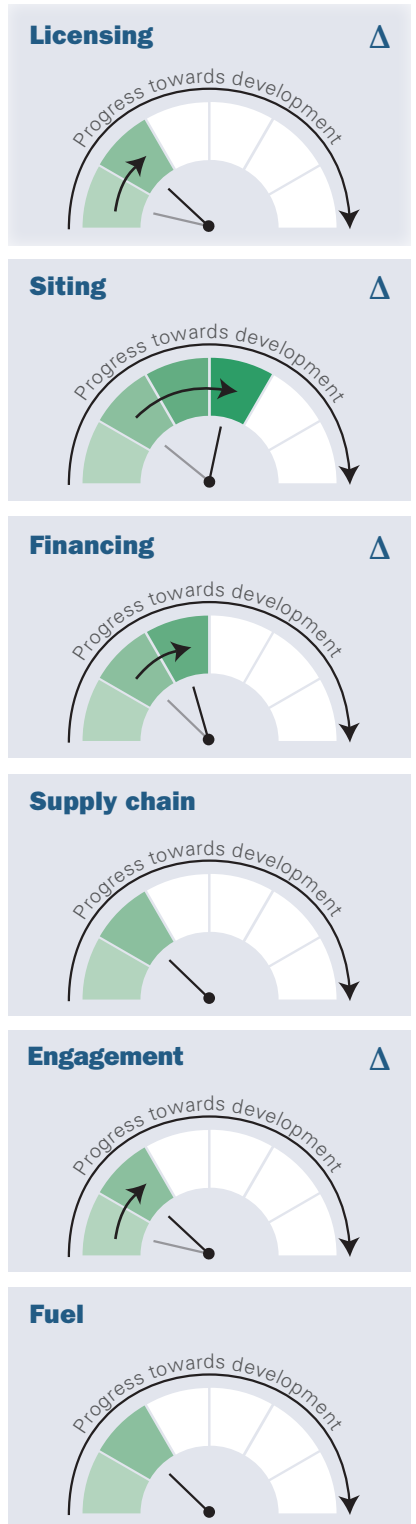 Licensing Δ
Progress towards development
Siting Δ
Progress towards development
Financing Δ
Progress towards development
Supply chain
Progress towards development
Engagement Δ
Progress towards development
Fuel
Progress towards development